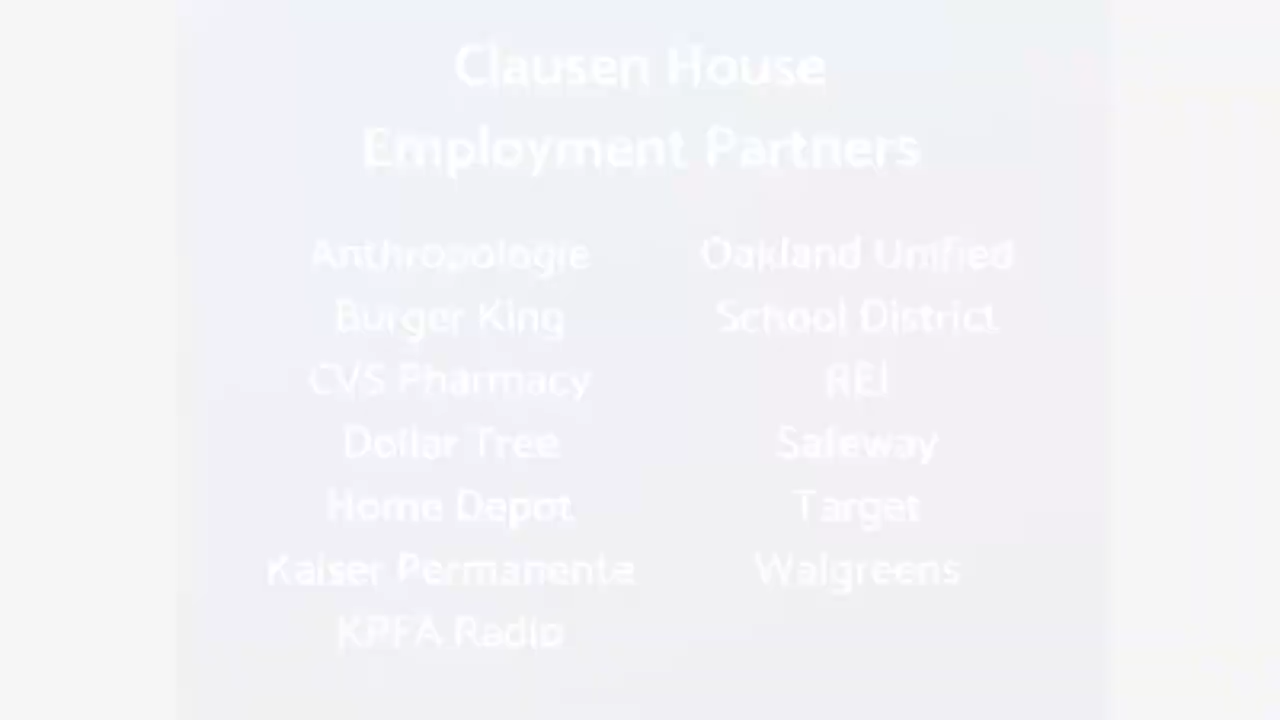 Clausen House
Employment Partners
Anthropologie
Burger King
CVS Pharmacy
Dollar Tree
Home Depot
Kaiser Permanente
KPFA Radio
Oakland Unified
School District
REI
Safeway
Target
Walgreens